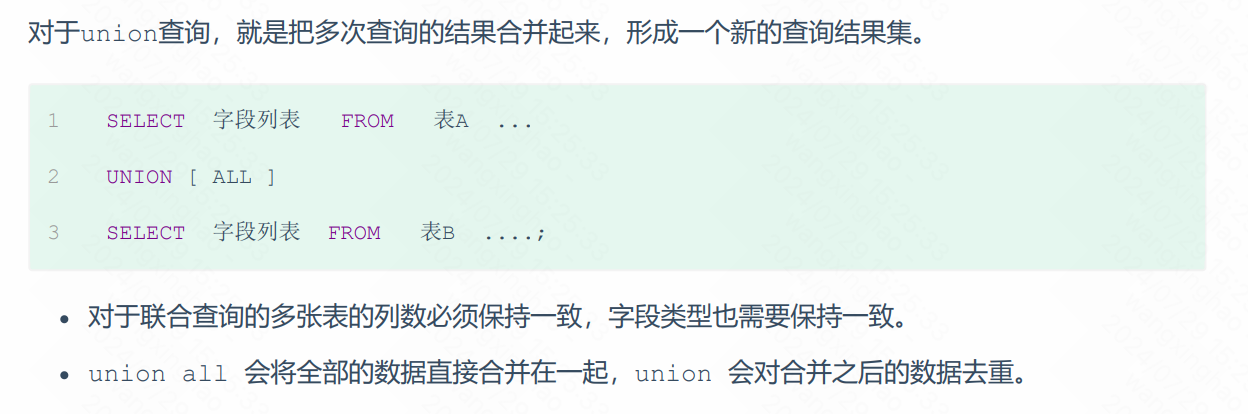 对于union查询，就是把多次查询的结果合并起来，形成一个新的查询结果集。
1 SELECT 字段列表 FROM 表A ...
2 UNION [ ALL ]
3 SELECT 字段列表 FROM 表B ....;
• 对于联合查询的多张表的列数必须保持一致，字段类型也需要保持一致。
• union all 会将全部的数据直接合并在一起，union 会对合并之后的数据去重。